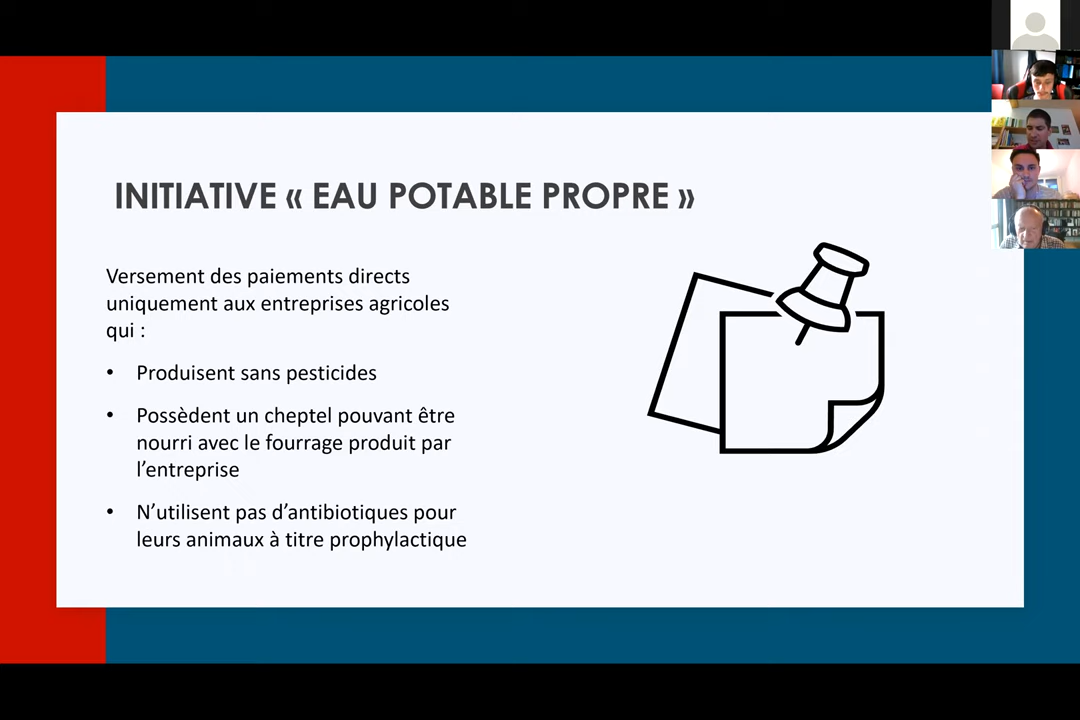 INITIATIVE « EAU POTABLE PROPRE »
Versement des paiements directs
uniquement aux entreprises agricoles
qui :
• Produisent sans pesticides
• Possèdent un cheptel pouvant être
nourri avec le fourrage produit par
l’entreprise
• N’utilisent pas d’antibiotiques pour
leurs animaux à titre prophylactique